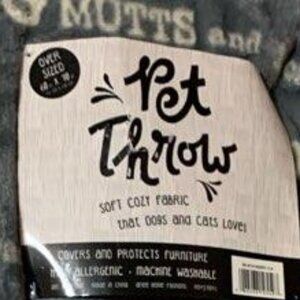 MUTTS and
OVER
SIZED
Pet
Throw
SOFT COZY FABRIC
that DOGS and CATS LOVE!
COVERS AND PROTECTS FURNITURE
ALLERGENIC • MACHINE WASHABLE